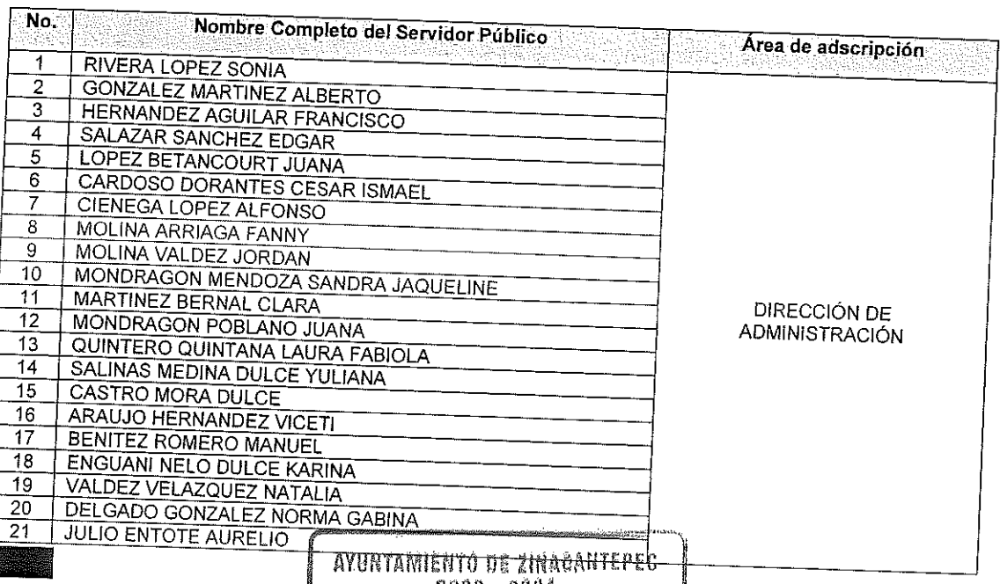 No. Nombre Completo del Servidor Público Área de adscripción
1 RIVERA LOPEZ SONIA
2 GONZALEZ MARTINEZ ALBERTO
3 HERNANDEZ AGUILAR FRANCISCO
4 SALAZAR SANCHEZ EDGAR
5 LOPEZ BETANCOURT JUANA
6 CARDOSO DORANTES CESAR ISMAEL
7 CIENEGA LOPEZ ALFONSO
8 MOLINA ARRIAGA FANNY
9 MOLINA VALDEZ JORDAN
10 MONDRAGON MENDOZA SANDRA JAQUELINE
11 MARTINEZ BERNAL CLARA
12 MONDRAGON POBLANO JUANA
13 QUINTERO QUINTANA LAURA FABIOLA
14 SALINAS MEDINA DULCE YULIANA
15 CASTRO MORA DULCE
16 ARAUJO HERNANDEZ VICETI
17 BENITEZ ROMERO MANUEL
18 ENGUANI NELO DULCE KARINA
19 VALDEZ VELAZQUEZ NATALIA
20 DELGADO GONZALEZ NORMA GABINA
21 JULIO ENTOTE AURELIO
DIRECCIÓN DE
ADMINISTRACIÓN
AYUNTAMIENTO DE ZINACANTEPEC